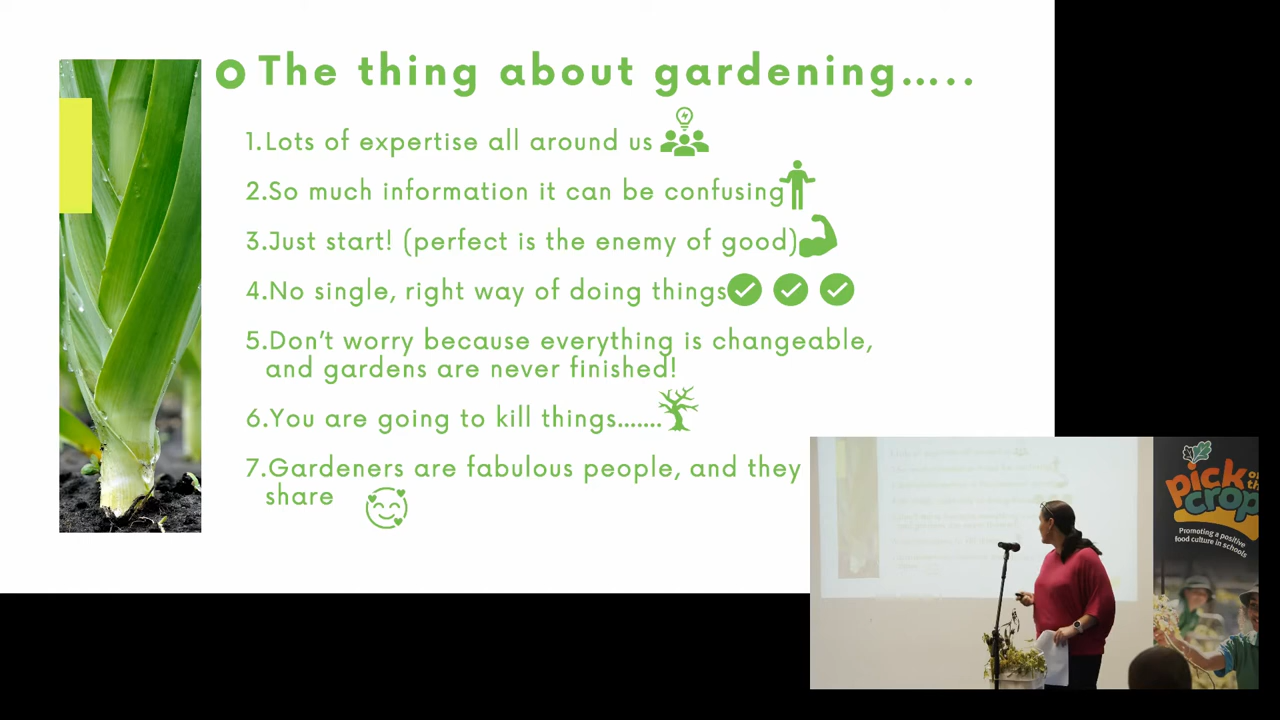 The thing about gardening.....
1.Lots of expertise all around us
2.So much information it can be confusing
3.Just start! (perfect is the enemy of good)
4.No single, right way of doing things
5.Don't worry because everything is changeable,
and gardens are never finished!
6.You are going to kill things.......
7.Gardeners are fabulous people, and they
share
pick of the
crop
Promoting a positive
food culture in schools